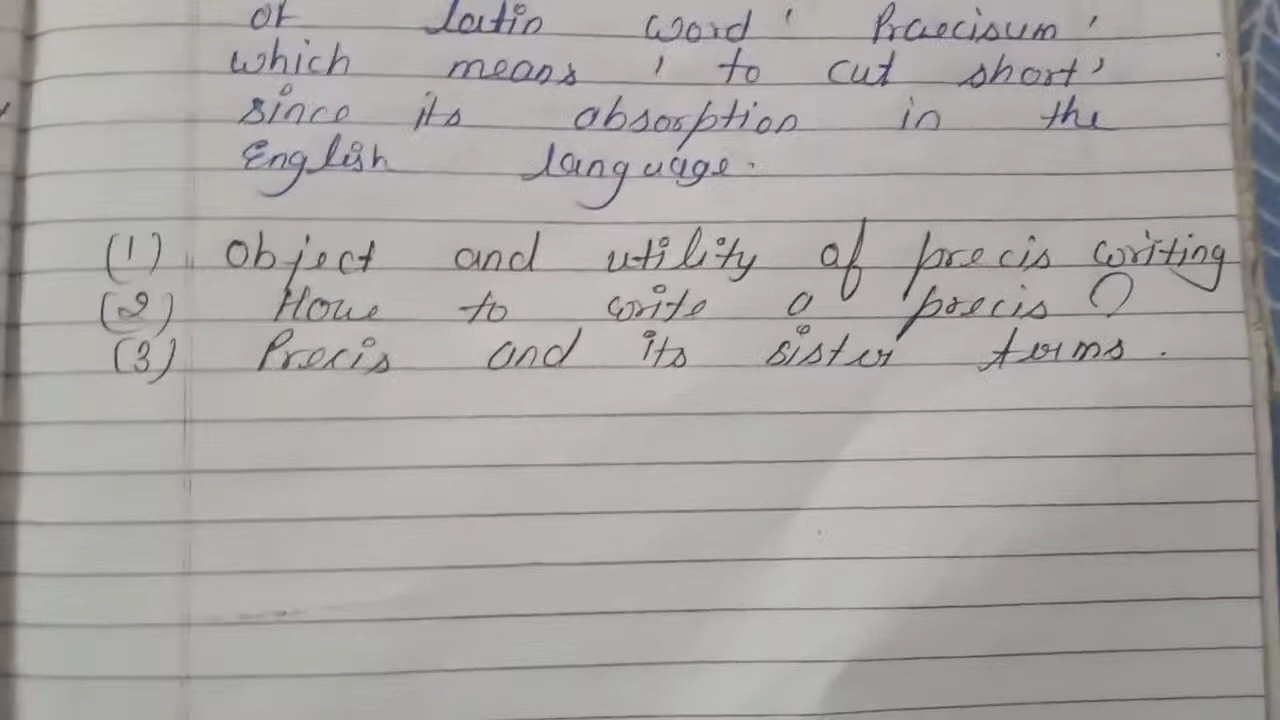 of Latin word ' Praecisum '
which means ' to cut short '
since its absorption in the
English language.
(1) Object and utility of precis writing
(2) Howe to write a precis ?
(3) Precis and its sister terms.